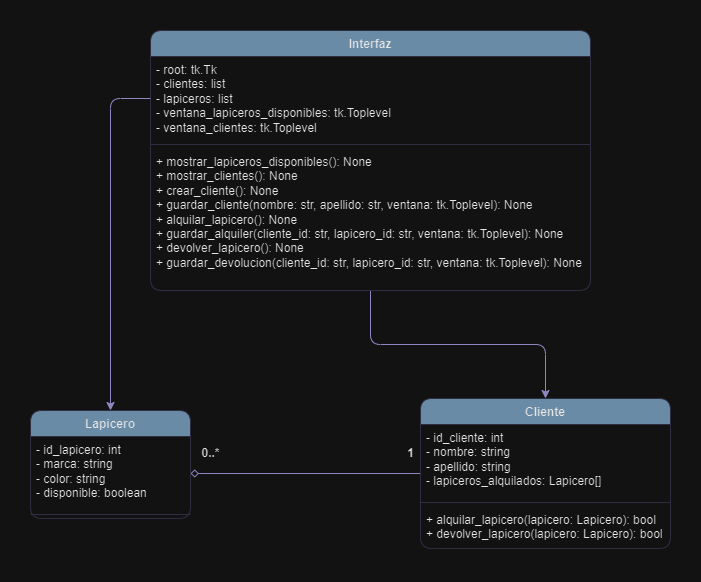 Interfaz
- root: tk.Tk
- clientes: list
- lapiceros: list
- ventana_lapiceros_disponibles: tk.Toplevel
- ventana_clientes: tk.Toplevel
+ mostrar_lapiceros_disponibles(): None
+ mostrar_clientes(): None
+ crear_cliente(): None
+ guardar_cliente(nombre: str, apellido: str, ventana: tk.Toplevel): None
+ alquilar_lapicero(): None
+ guardar_alquiler(cliente_id: str, lapicero_id: str, ventana: tk.Toplevel): None
+ devolver_lapicero(): None
+ guardar_devolucion(cliente_id: str, lapicero_id: str, ventana: tk.Toplevel): None
Lapicero
- id_lapicero: int
- marca: string
- color: string
- disponible: boolean
0..*
1
Cliente
- id_cliente: int
- nombre: string
- apellido: string
- lapiceros_alquilados: Lapicero[]
+ alquilar_lapicero(lapicero: Lapicero): bool
+ devolver_lapicero(lapicero: Lapicero): bool